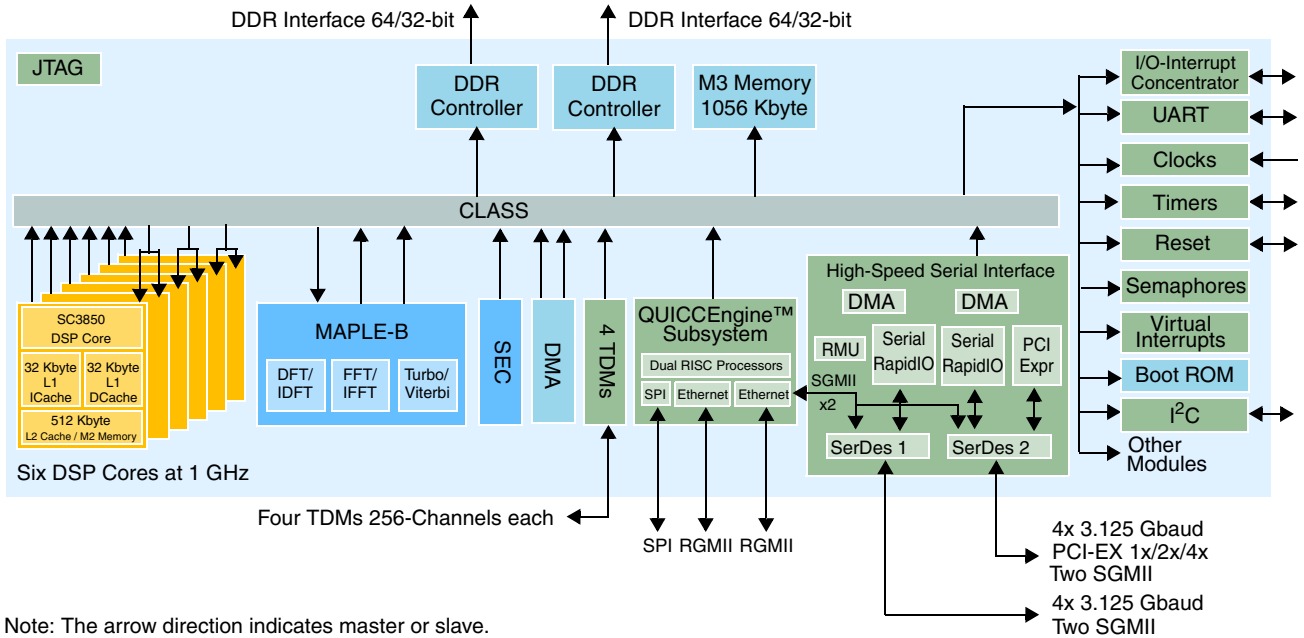 DDR Interface 64/32-bit
DDR Interface 64/32-bit
JTAG
DDR
Controller
DDR
Controller
M3 Memory
1056 Kbyte
I/O-Interrupt
Concentrator
UART
Clocks
Timers
Reset
Semaphores
Virtual
Interrupts
Boot ROM
I²C
Other
Modules
CLASS
SC3850
DSP Core
32 Kbyte
L1
ICache
32 Kbyte
L1
DCache
512 Kbyte
L2 Cache / M2 Memory
Six DSP Cores at 1 GHz
MAPLE-B
DFT/
IDFT
FFT/
IFFT
Turbo/
Viterbi
SEC
DMA
4 TDMs
QUICCEngine™
Subsystem
Dual RISC Processors
SPI
Ethernet
Ethernet
High-Speed Serial Interface
DMA
DMA
RMU
Serial
RapidIO
Serial
RapidIO
PCI
Expr
SGMII
x2
SerDes 1
SerDes 2
Four TDMs 256-Channels each
SPI
RGMII
RGMII
4x 3.125 Gbaud
PCI-EX 1x/2x/4x
Two SGMII
4x 3.125 Gbaud
Two SGMII
Note: The arrow direction indicates master or slave.